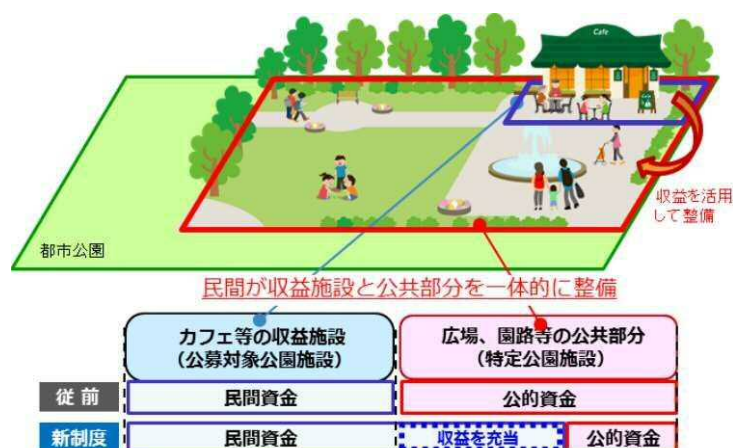 Cafe
収益を活用
して整備
都市公園
民間が収益施設と公共部分を一体的に整備
カフェ等の収益施設
(公募対象公園施設)
広場、園路等の公共部分
(特定公園施設)
従前
民間資金
公的資金
新制度
民間資金
収益を充当
公的資金